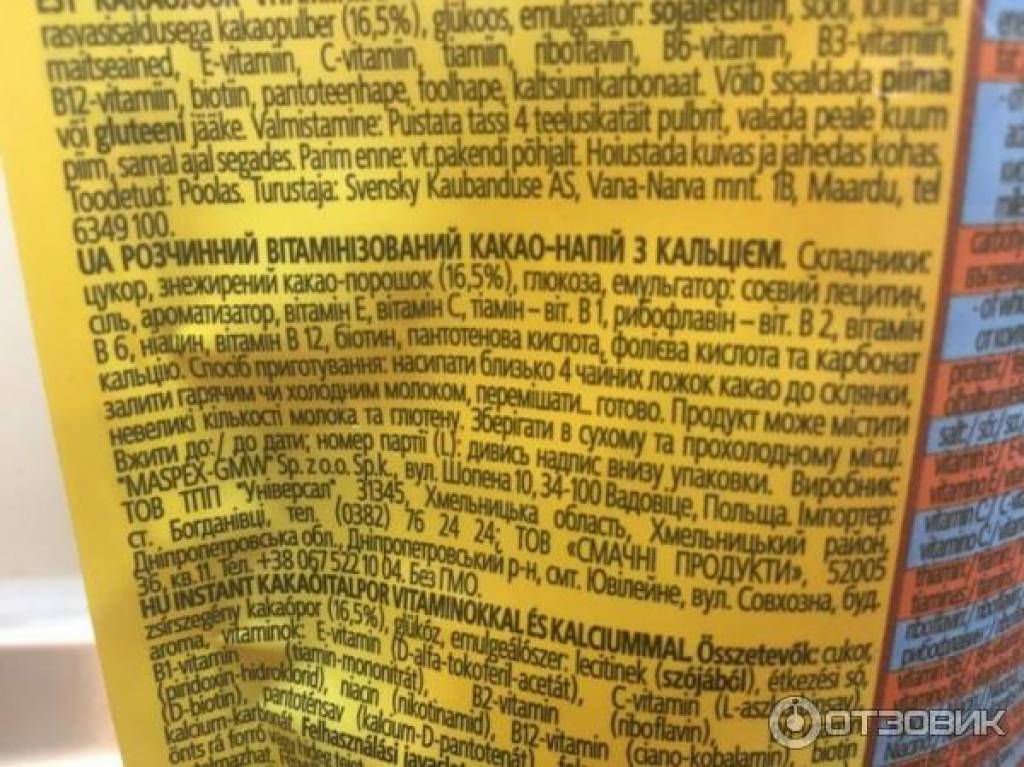 rasvasisaldusega kakaopulber (16,5%), glükoos, emulgaator: sojaletsitiin, sool,
maitseained, E-vitamiin, C-vitamiin, tiamiin, riboflaviin, B6-vitamiin, B3-vitamiin,
B12-vitamiin, biotiin, pantoteenhape, foolhape, kaltsiumkarbonaat. Võib sisaldada piima
või gluteeni jääke. Valmistamine: Puistata tassi 4 teelusikatäit pulbrit, valada peale kuum
piim, samal ajal segades. Parim enne: vt.pakendi põhjalt. Hoiustada kuivas ja jahedas kohas.
Toodetud: Poolas. Turustaja: Svensky Kaubanduse AS, Vana-Narva mnt. 1B, Maardu, tel
6349 100.
UA РОЗЧИННИЙ ВІТАМІНІЗОВАНИЙ КАКАО-НАПІЙ З КАЛЬЦІЄМ. Складники:
цукор, знежирений какао-порошок (16,5%), глюкоза, емульгатор: соєвий лецитин,
сіль, ароматизатор, вітамін Е, вітамін С, тіамін – віт. В 1, рибофлавін – віт. В 2, вітамін
В 6, ніацин, вітамін В 12, біотин, пантотенова кислота, фолієва кислота та карбонат
кальцію. Спосіб приготування: насипати близько 4 чайних ложок какао до склянки,
залити гарячим чи холодним молоком, перемішати... готово. Продукт може містити
невеликі кількості молока та глютену. Зберігати в сухому та прохолодному місці.
Вжити до:/ до дати; номер партії (L): дивись надпис внизу упаковки. Виробник:
"MASPEX-GMW" Sp. z o.o. Sp.k., вул. Шопена 10, 34-100 Вадовіце, Польща. Імпортер:
ТОВ ТПП "Універсал" 31345, Хмельницька область, Хмельницький район,
ст. Богданівці, тел. (0382) 76 24 24; ТОВ «СМАЧНІ ПРОДУКТИ», 52005
Дніпропетровська обл., Дніпропетровський р-н, смт. Ювілейне, вул. Совхозна, буд.
36, кв.11. Тел. +38 067 522 10 04. Без ГМО.
HU INSTANT KAKAÓITALPOR VITAMINOKKAL ÉS KALCIUMMAL. Összetevők: cukor,
zsírszegény kakaópor (16,5%), glükóz, emulgeálószer: lecitinek (szójából), étkezési só,
aroma, vitaminok: E-vitamin (D-alfa-tokoferil-acetát), C-vitamin
B1-vitamin (tiamin-mononitrát), B2-vitamin (riboflavin),
(piridoxin-hidroklorid), niacin (nikotinamid), B12-vitamin (ciano-kobalamin), biotin
(D-biotin), pantoténsav (kalcium-D-pantotenát),
kalcium-karbonát. Felhasználási
önts rá forró
ОТЗОВИК